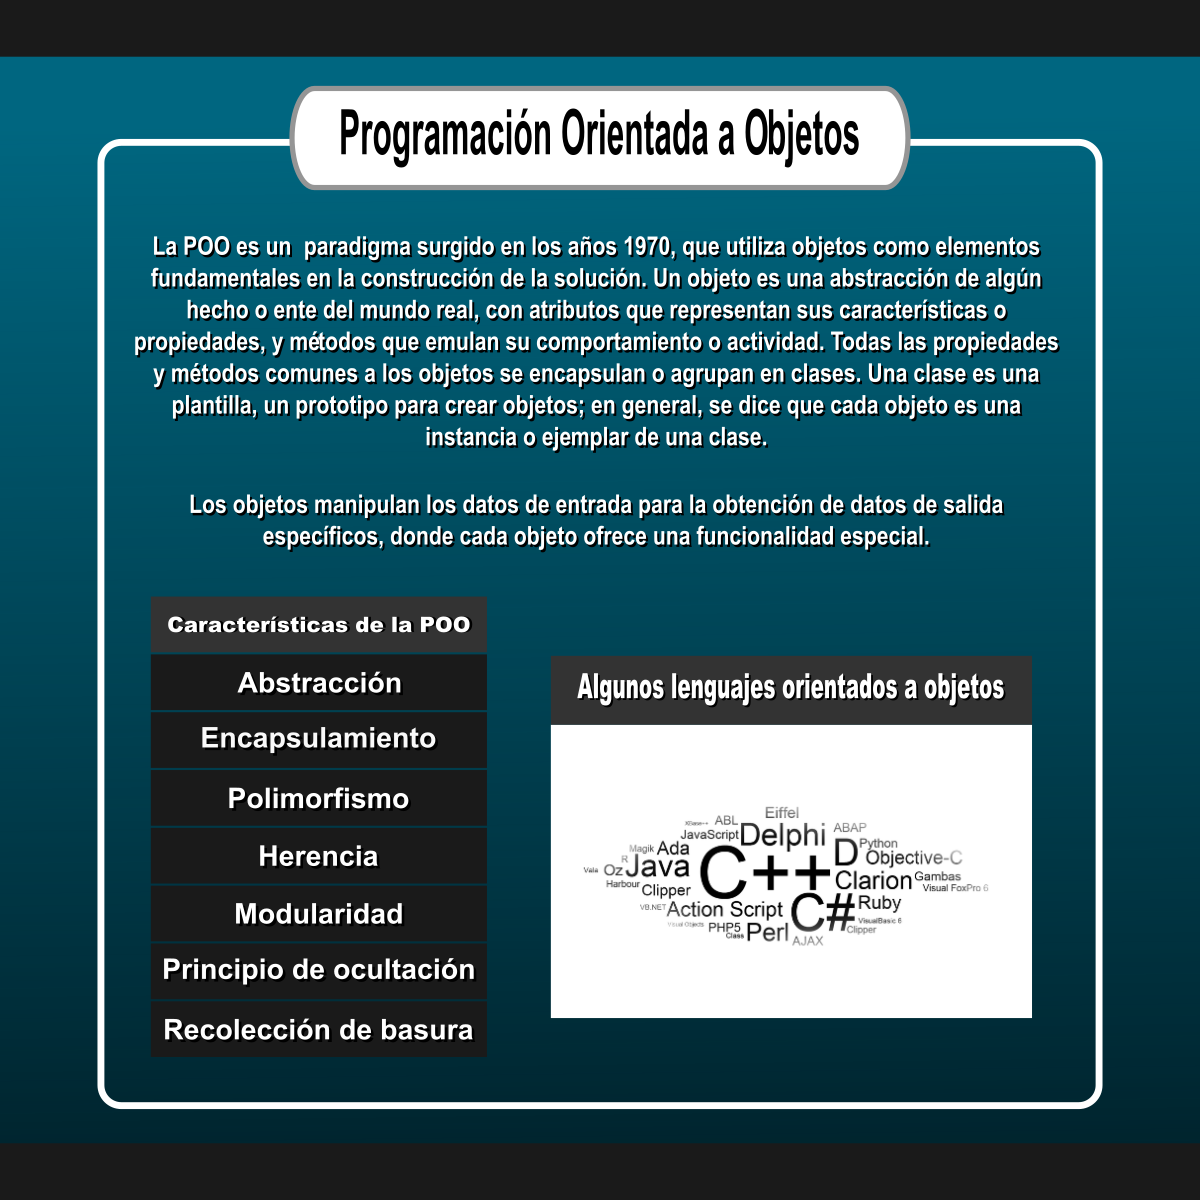 Programación Orientada a Objetos
La POO es un  paradigma surgido en los años 1970, que utiliza objetos como elementos
fundamentales en la construcción de la solución. Un objeto es una abstracción de algún
hecho o ente del mundo real, con atributos que representan sus características o
propiedades, y métodos que emulan su comportamiento o actividad. Todas las propiedades
y métodos comunes a los objetos se encapsulan o agrupan en clases. Una clase es una
plantilla, un prototipo para crear objetos; en general, se dice que cada objeto es una
instancia o ejemplar de una clase.
Los objetos manipulan los datos de entrada para la obtención de datos de salida
específicos, donde cada objeto ofrece una funcionalidad especial.
Características de la POO
Abstracción
Encapsulamiento
Polimorfismo
Herencia
Modularidad
Principio de ocultación
Recolección de basura
Algunos lenguajes orientados a objetos
Eiffel
ABL
JavaScript
Delphi
ABAP
Magik
Ada
Python
R
Java
C++
D
Objective-C
Vala
Oz
Harbour
Clipper
Clarion
Gambas
Visual FoxPro 6
VB.NET
Action Script
C#
Ruby
Visual Objects
PHP5
Class
Perl
AJAX
VisualBasic 6
Clipper